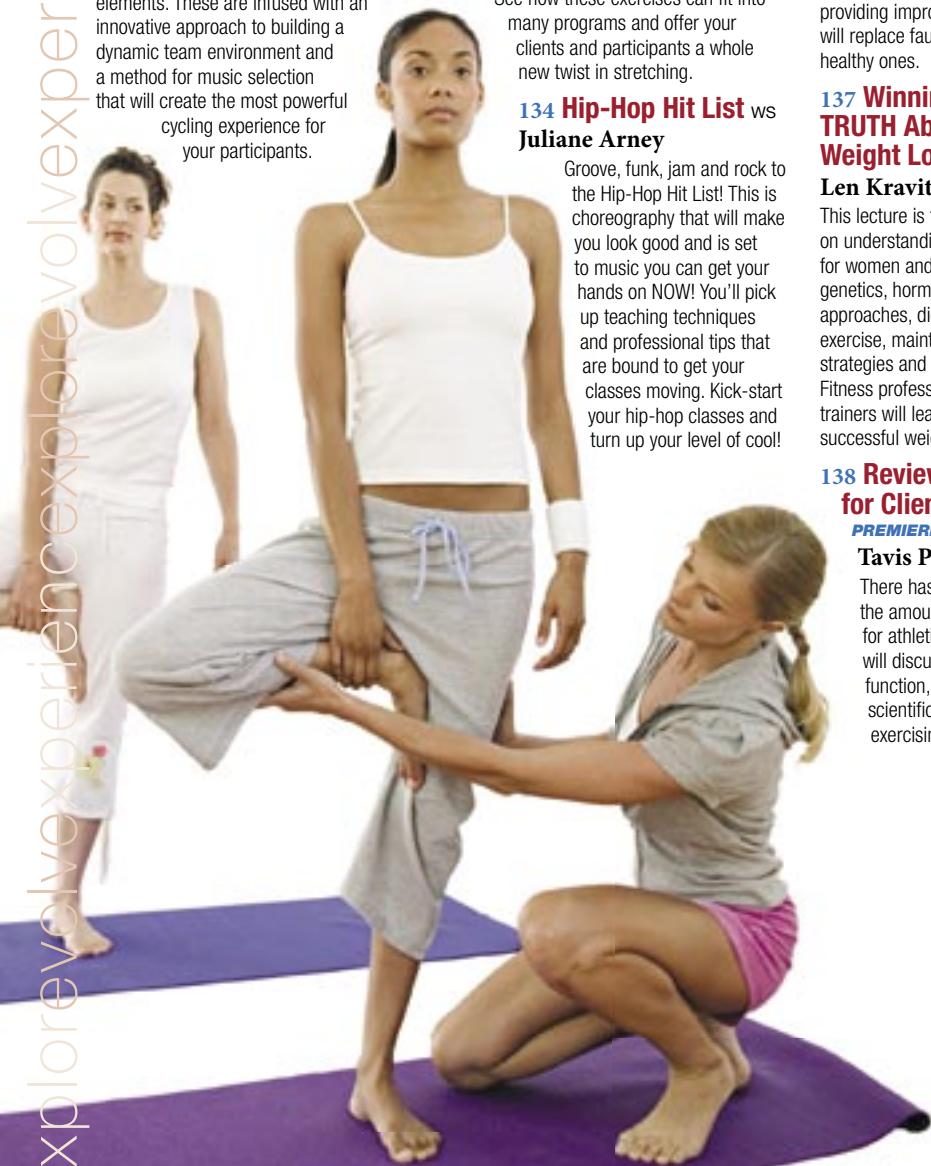 elements. These are infused with an
innovative approach to building a
dynamic team environment and
a method for music selection
that will create the most powerful
cycling experience for
your participants.
See how these exercises can fit into
many programs and offer your
clients and participants a whole
new twist in stretching.
134 Hip-Hop Hit List WS
Juliane Arney
Groove, funk, jam and rock to
the Hip-Hop Hit List! This is
choreography that will make
you look good and is set
to music you can get your
hands on NOW! You’ll pick
up teaching techniques
and professional tips that
are bound to get your
classes moving. Kick-start
your hip-hop classes and
turn up your level of cool!
providing impro
will replace fau
healthy ones.
137 Winnin
TRUTH Ab
Weight Lo
Len Kravit
This lecture is
on understandi
for women and
genetics, horm
approaches, di
exercise, maint
strategies and
Fitness profess
trainers will lea
successful wei
138 Review
for Clien
PREMIER
Tavis P
There has
the amou
for athleti
will discu
function,
scientific
exercisin
xplorevolvexperiencexplorevolvexper